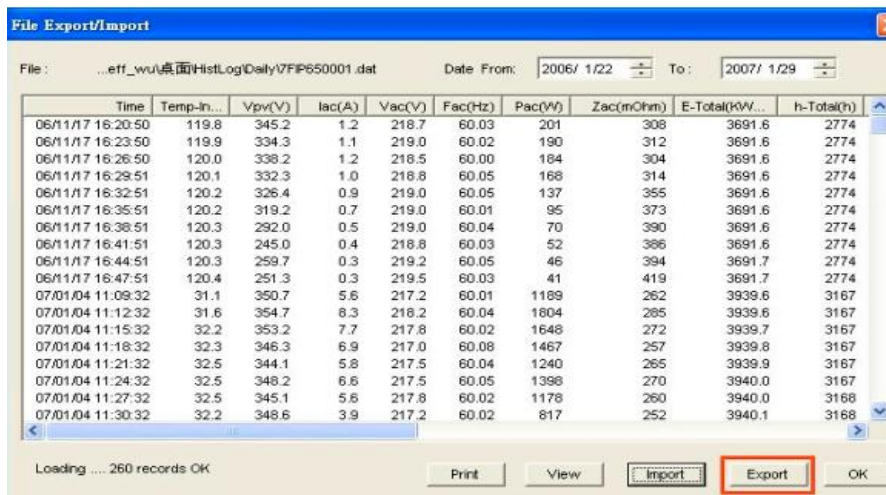 File Export/Import
File : ...eff_wu\桌面\HistLog\Daily\7FIP650001.dat Date From: 2006/ 1/22 To : 2007/ 1/29
Time Temp-In... Vpv(V) Iac(A) Vac(V) Fac(Hz) Pac(W) Zac(mOhm) E-Total(KW... h-Total(h)
06/11/17 16:20:50 119.8 345.2 1.2 218.7 60.03 201 308 3691.6 2774
06/11/17 16:23:50 119.9 334.3 1.1 219.0 60.02 190 312 3691.6 2774
06/11/17 16:26:50 120.0 338.2 1.2 218.5 60.00 184 304 3691.6 2774
06/11/17 16:29:51 120.1 332.3 1.0 218.8 60.05 168 314 3691.6 2774
06/11/17 16:32:51 120.2 326.4 0.9 219.0 60.05 137 355 3691.6 2774
06/11/17 16:35:51 120.2 319.2 0.7 219.0 60.01 95 373 3691.6 2774
06/11/17 16:38:51 120.3 292.0 0.5 219.0 60.04 70 390 3691.6 2774
06/11/17 16:41:51 120.3 245.0 0.4 218.8 60.03 52 386 3691.6 2774
06/11/17 16:44:51 120.3 259.7 0.3 219.2 60.05 46 394 3691.7 2774
06/11/17 16:47:51 120.4 251.3 0.3 219.5 60.03 41 419 3691.7 2774
07/01/04 11:09:32 31.1 350.7 5.6 217.2 60.01 1189 262 3939.6 3167
07/01/04 11:12:32 31.6 354.7 8.3 218.2 60.04 1804 285 3939.6 3167
07/01/04 11:15:32 32.2 353.2 7.7 217.8 60.02 1648 272 3939.7 3167
07/01/04 11:18:32 32.3 346.3 6.9 217.0 60.08 1467 257 3939.8 3167
07/01/04 11:21:32 32.5 344.1 5.8 217.5 60.04 1240 265 3939.9 3167
07/01/04 11:24:32 32.5 348.2 6.6 217.5 60.05 1398 270 3940.0 3167
07/01/04 11:27:32 32.5 345.1 5.6 217.8 60.02 1178 260 3940.0 3168
07/01/04 11:30:32 32.2 348.6 3.9 217.2 60.02 817 252 3940.1 3168
Loading .... 260 records OK Print View Import Export OK